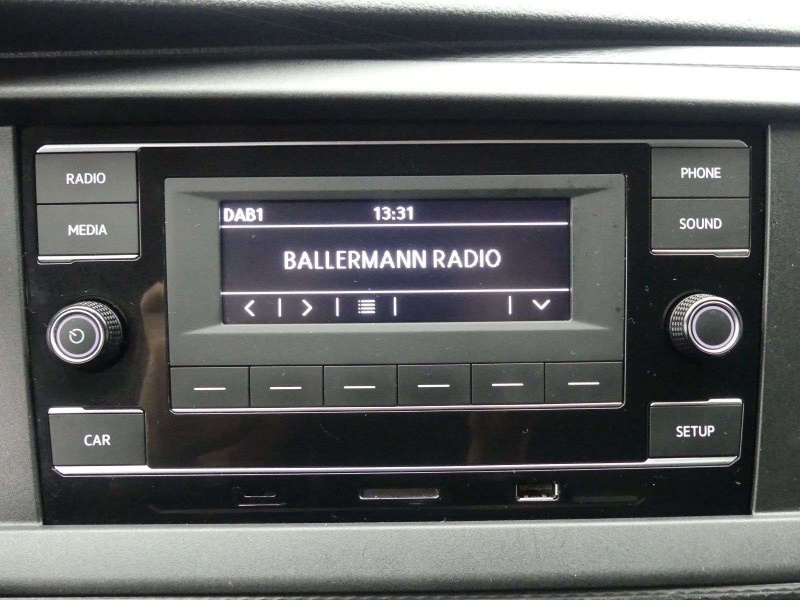 RADIO
MEDIA
DAB1 13:31
BALLERMANN RADIO
PHONE
SOUND
CAR
SETUP